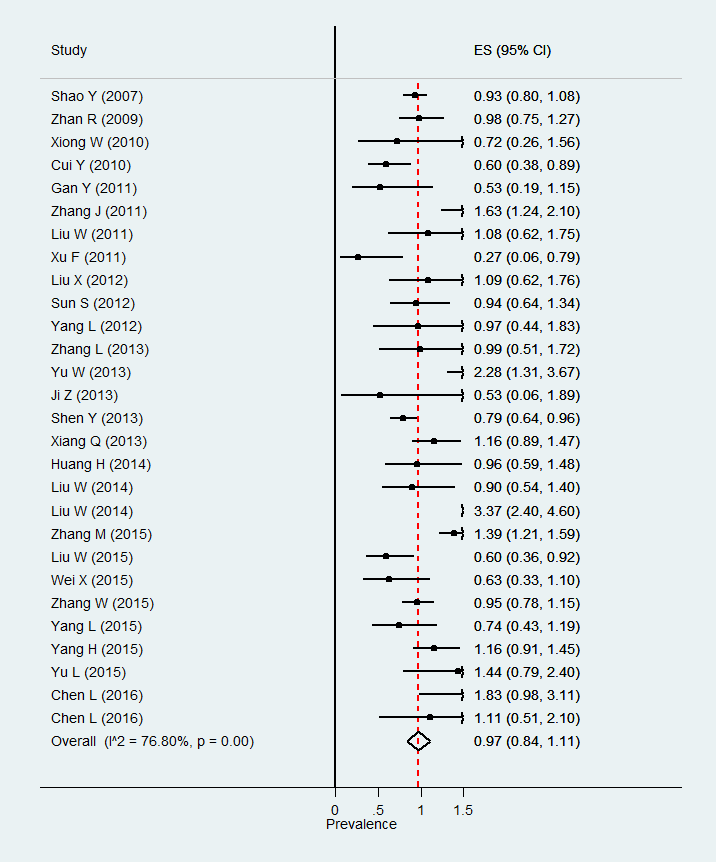 Study ES (95% CI)
Shao Y (2007) 0.93 (0.80, 1.08)
Zhan R (2009) 0.98 (0.75, 1.27)
Xiong W (2010) 0.72 (0.26, 1.56)
Cui Y (2010) 0.60 (0.38, 0.89)
Gan Y (2011) 0.53 (0.19, 1.15)
Zhang J (2011) 1.63 (1.24, 2.10)
Liu W (2011) 1.08 (0.62, 1.75)
Xu F (2011) 0.27 (0.06, 0.79)
Liu X (2012) 1.09 (0.62, 1.76)
Sun S (2012) 0.94 (0.64, 1.34)
Yang L (2012) 0.97 (0.44, 1.83)
Zhang L (2013) 0.99 (0.51, 1.72)
Yu W (2013) 2.28 (1.31, 3.67)
Ji Z (2013) 0.53 (0.06, 1.89)
Shen Y (2013) 0.79 (0.64, 0.96)
Xiang Q (2013) 1.16 (0.89, 1.47)
Huang H (2014) 0.96 (0.59, 1.48)
Liu W (2014) 0.90 (0.54, 1.40)
Liu W (2014) 3.37 (2.40, 4.60)
Zhang M (2015) 1.39 (1.21, 1.59)
Liu W (2015) 0.60 (0.36, 0.92)
Wei X (2015) 0.63 (0.33, 1.10)
Zhang W (2015) 0.95 (0.78, 1.15)
Yang L (2015) 0.74 (0.43, 1.19)
Yang H (2015) 1.16 (0.91, 1.45)
Yu L (2015) 1.44 (0.79, 2.40)
Chen L (2016) 1.83 (0.98, 3.11)
Chen L (2016) 1.11 (0.51, 2.10)
Overall (I^2 = 76.80%, p = 0.00) 0.97 (0.84, 1.11)
0 .5 1 1.5
Prevalence